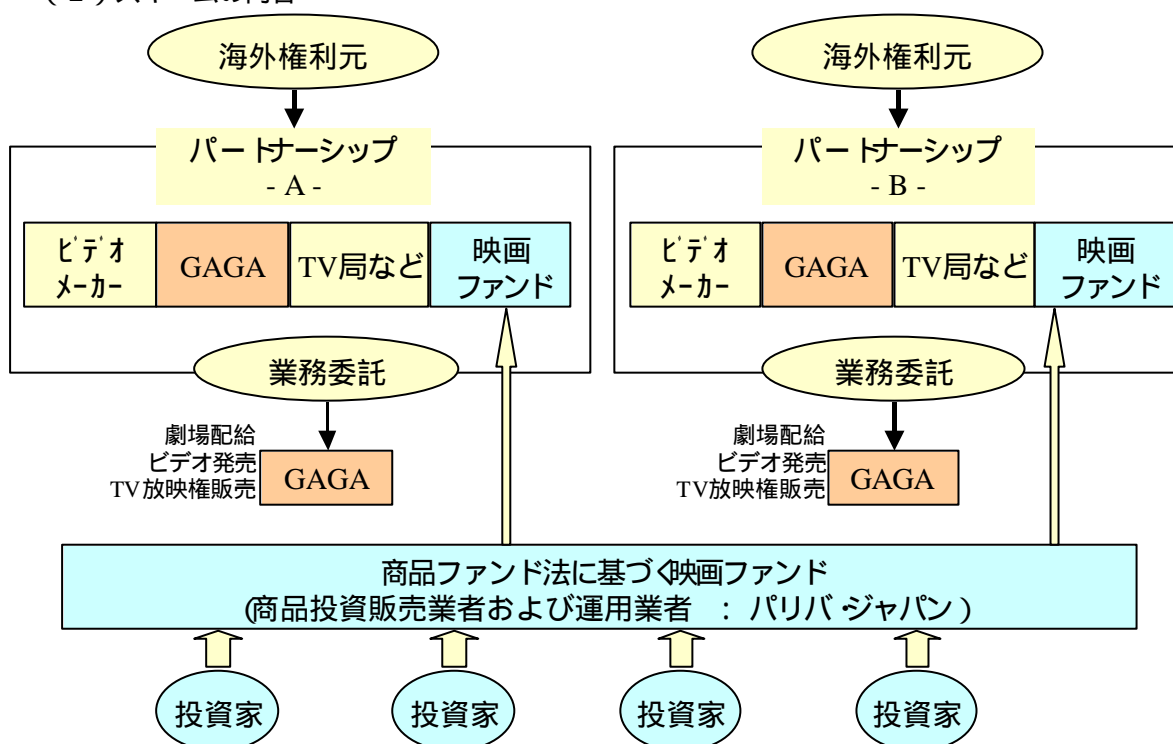 海外権利元
海外権利元
パートナーシップ
- A -
パートナーシップ
- B -
ビデオ
メーカー
GAGA
TV局など
映画
ファンド
ビデオ
メーカー
GAGA
TV局など
映画
ファンド
業務委託
業務委託
劇場配給
ビデオ発売
TV放映権販売
GAGA
劇場配給
ビデオ発売
TV放映権販売
GAGA
商品ファンド法に基づく映画ファンド
(商品投資販売業者および運用業者 : パリバ・ジャパン)
投資家
投資家
投資家
投資家